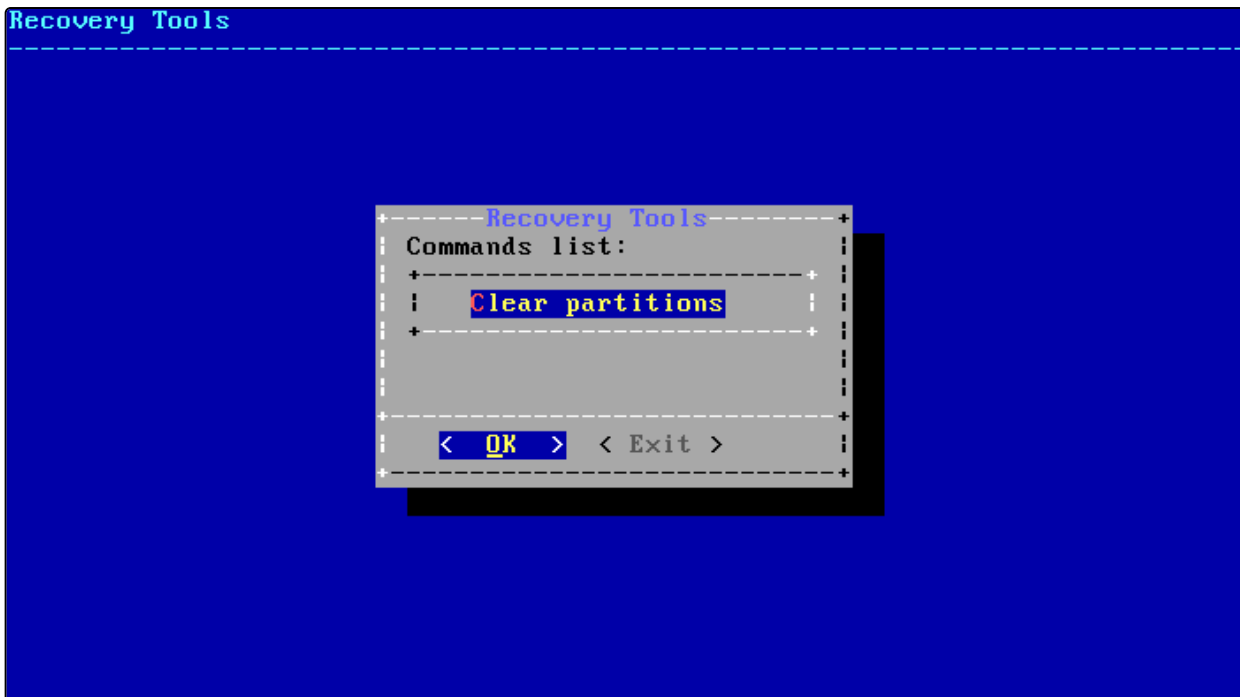 Recovery Tools
Recovery Tools
Commands list:
Clear partitions
< OK > < Exit >